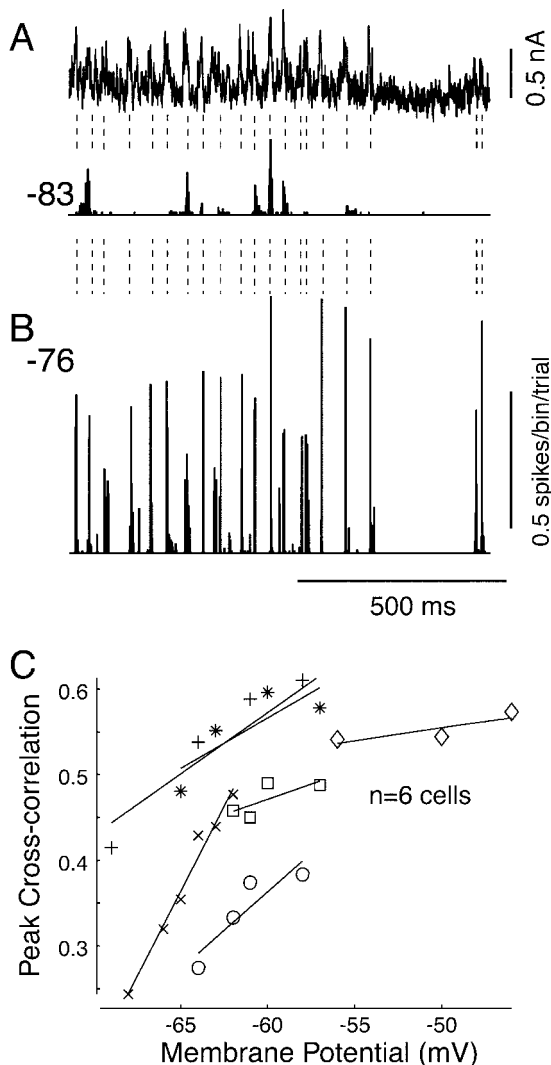 A
0.5 nA
-83
B
-76
0.5 spikes/bin/trial
500 ms
C
0.6
0.5
0.4
0.3
Peak Cross-correlation
n=6 cells
-65 -60 -55 -50
Membrane Potential (mV)